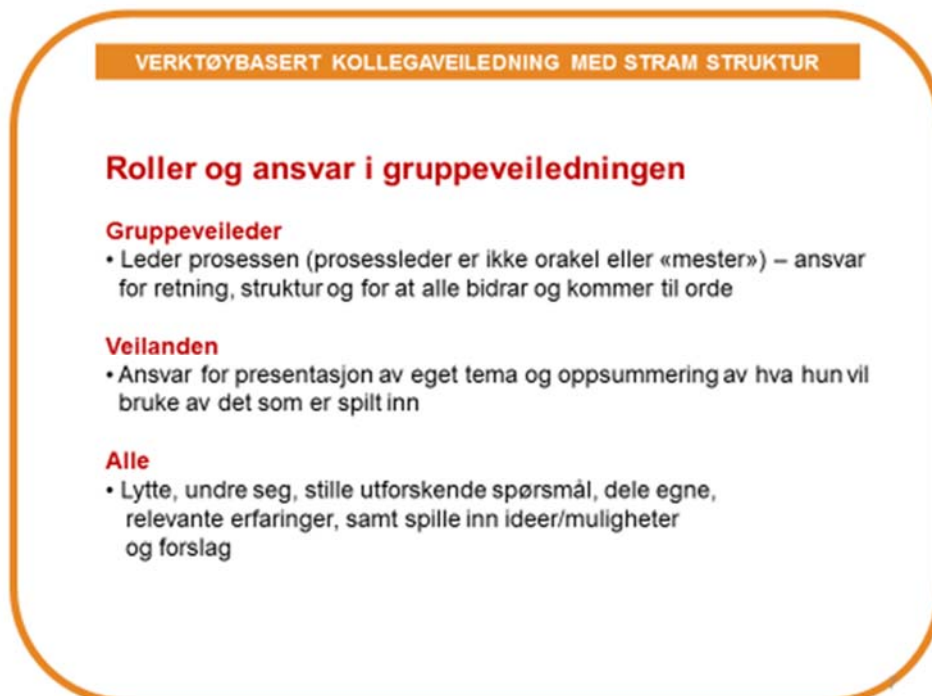 VERKTØYBASERT KOLLEGAVEILEDNING MED STRAM STRUKTUR
Roller og ansvar i gruppeveiledningen
Gruppeveileder
• Leder prosessen (prosessleder er ikke orakel eller «mester») – ansvar
for retning, struktur og for at alle bidrar og kommer til orde
Veilanden
• Ansvar for presentasjon av eget tema og oppsummering av hva hun vil
bruke av det som er spilt inn
Alle
• Lytte, undre seg, stille utforskende spørsmål, dele egne,
relevante erfaringer, samt spille inn ideer/muligheter
og forslag